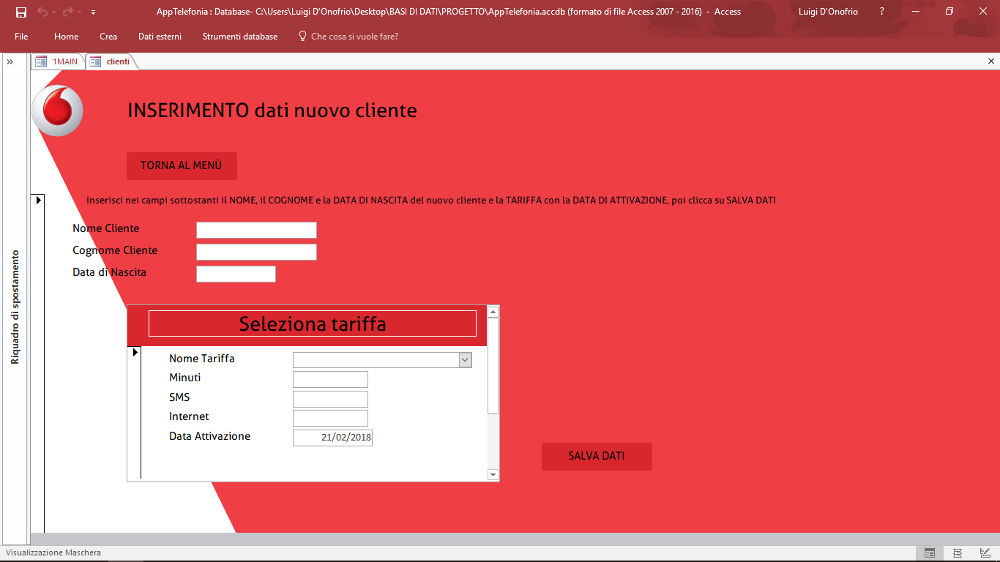 AppTelefonia : Database- C:\Users\Luigi D'Onofrio\Desktop\BASI DI DATI\PROGETTO\AppTelefonia.accdb (formato di file Access 2007 - 2016) - Access
Luigi D'Onofrio
?
File
Home
Crea
Dati esterni
Strumenti database
Che cosa si vuole fare?
1MAIN
clienti
INSERIMENTO dati nuovo cliente
TORNA AL MENÙ
Inserisci nei campi sottostanti il NOME, il COGNOME e la DATA DI NASCITA del nuovo cliente e la TARIFFA con la DATA DI ATTIVAZIONE, poi clicca su SALVA DATI
Nome Cliente
Cognome Cliente
Data di Nascita
Riquadro di spostamento
Seleziona tariffa
Nome Tariffa
Minuti
SMS
Internet
Data Attivazione 21/02/2018
SALVA DATI
Visualizzazione Maschera